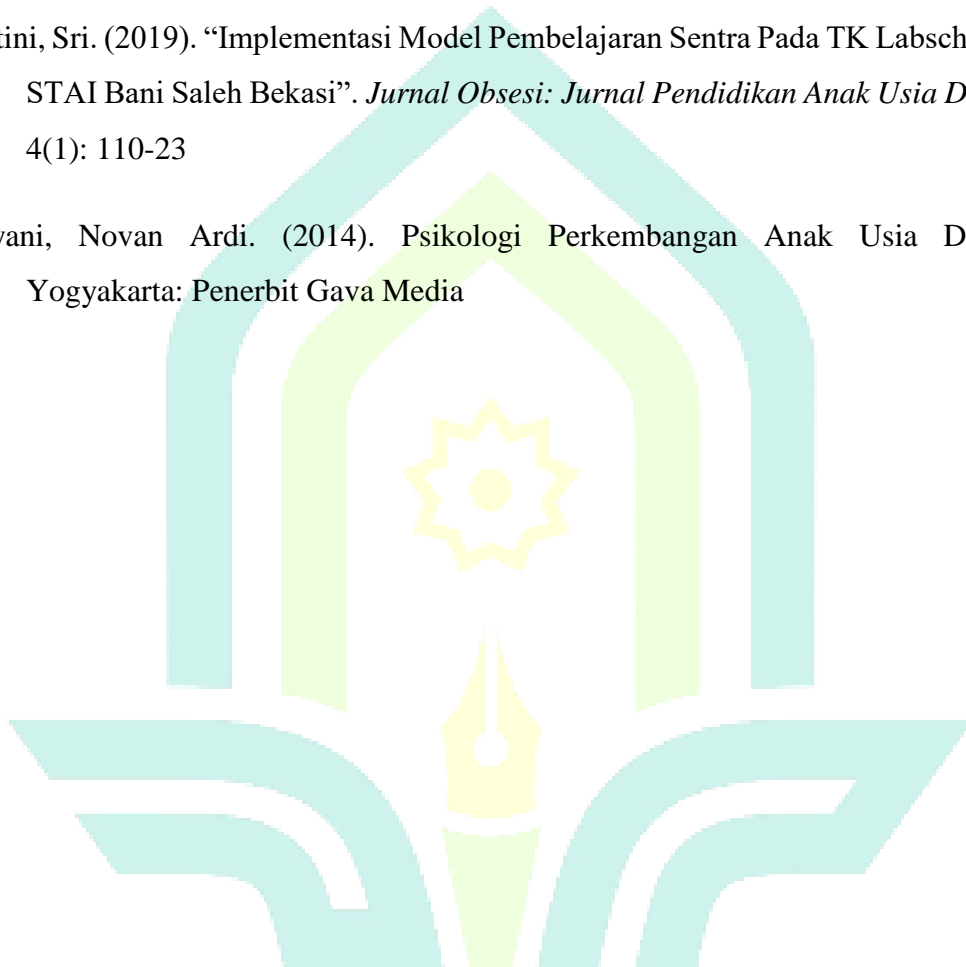 tini, Sri. (2019). “Implementasi Model Pembelajaran Sentra Pada TK Labsch
STAI Bani Saleh Bekasi”. Jurnal Obsesi: Jurnal Pendidikan Anak Usia D
4(1): 110-23
vani, Novan Ardi. (2014). Psikologi Perkembangan Anak Usia D
Yogyakarta: Penerbit Gava Media